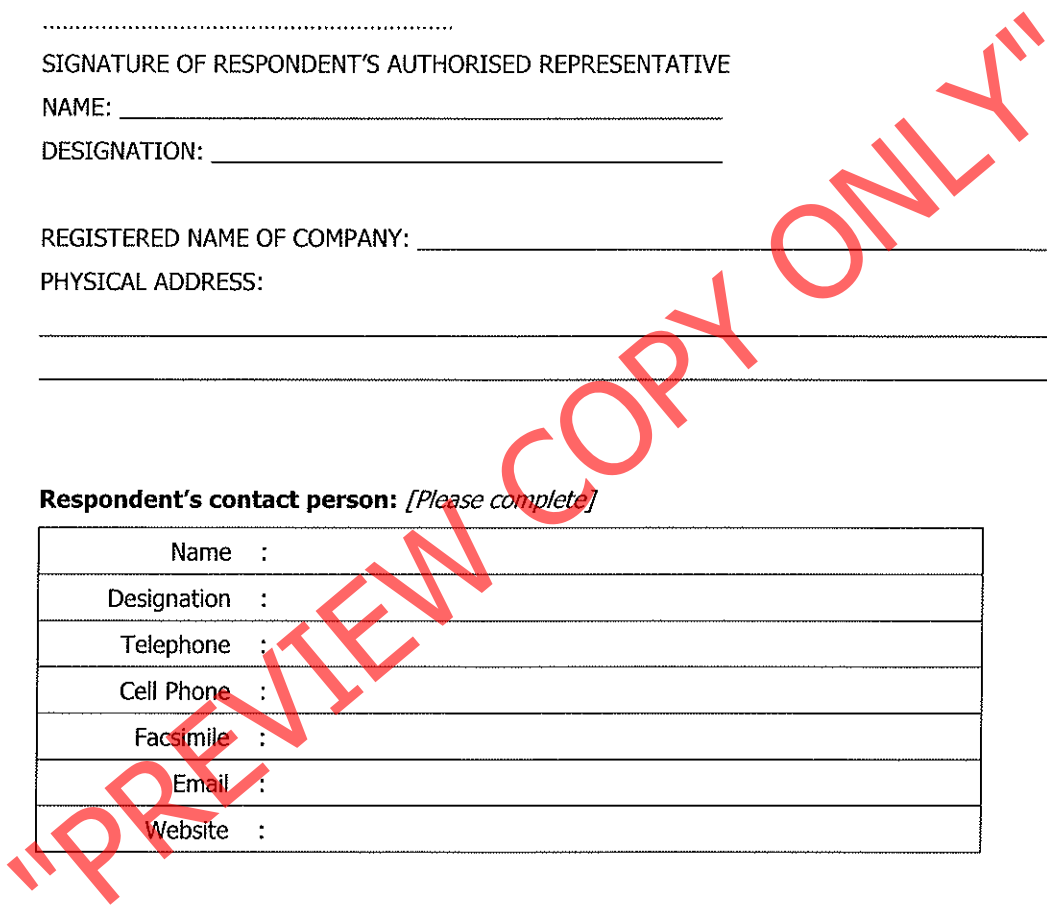 SIGNATURE OF RESPONDENT'S AUTHORISED REPRESENTATIVE
NAME:
DESIGNATION:
REGISTERED NAME OF COMPANY:
PHYSICAL ADDRESS:
Respondent's contact person: [Please complete]
Name :
Designation :
Telephone :
Cell Phone :
Facsimile :
Email :
Website :
"PREVIEW COPY ONLY"